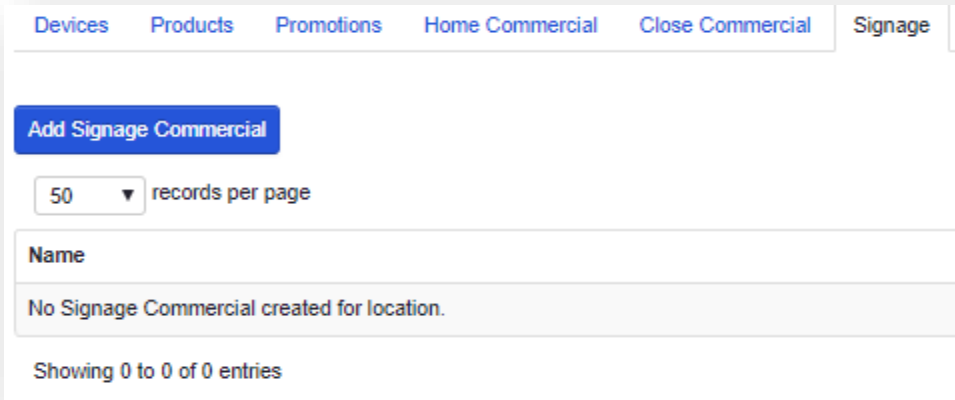 Devices Products Promotions Home Commercial Close Commercial Signage
Add Signage Commercial
50 records per page
Name
No Signage Commercial created for location.
Showing 0 to 0 of 0 entries